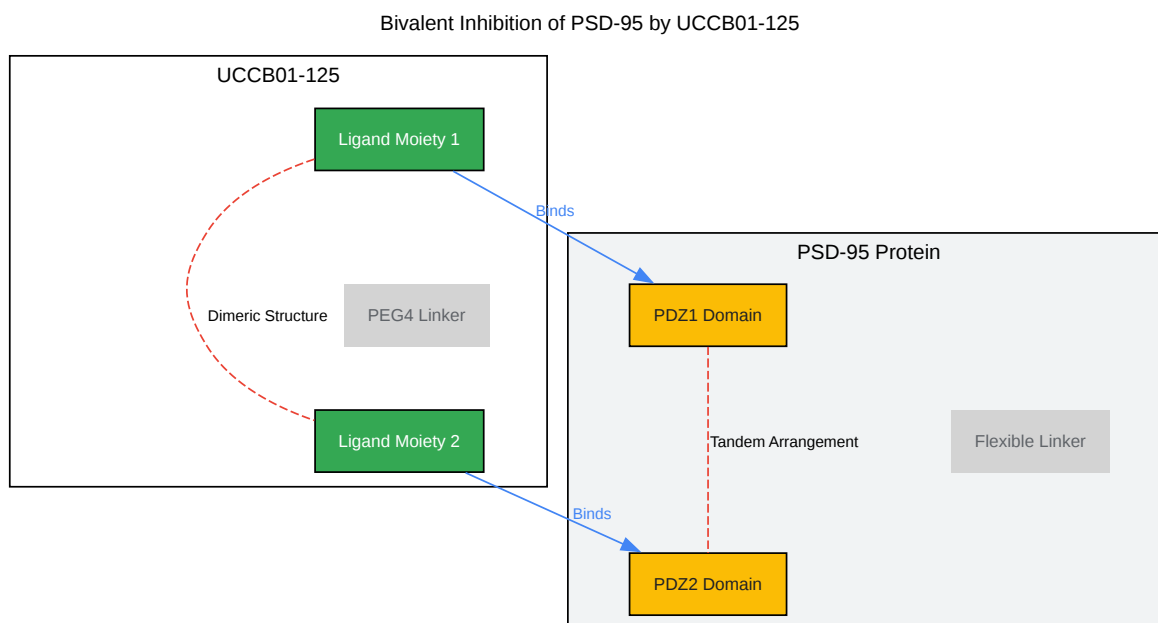 Bivalent Inhibition of PSD-95 by UCCB01-125
UCCB01-125
Ligand Moiety 1
Binds
PSD-95 Protein
Dimeric Structure
PEG4 Linker
PDZ1 Domain
Ligand Moiety 2
Tandem Arrangement
Flexible Linker
Binds
PDZ2 Domain